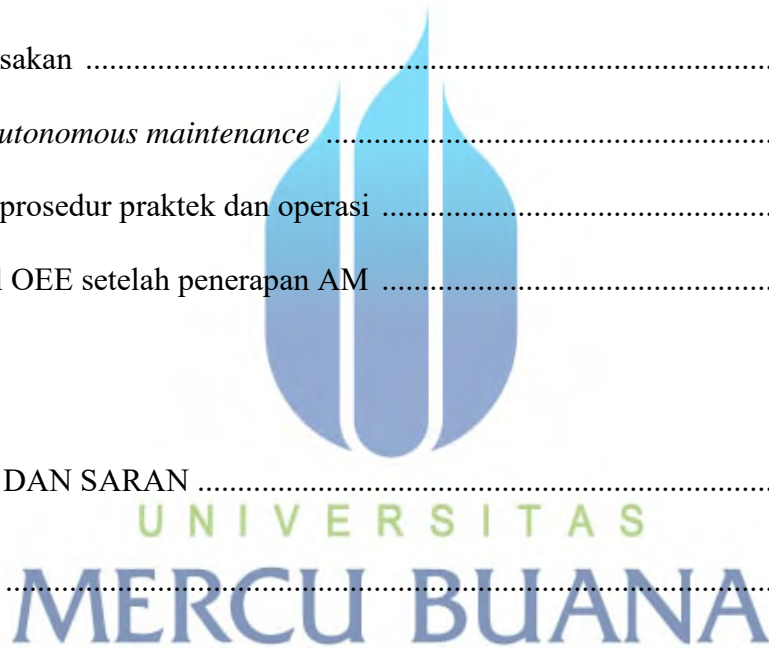 sakan ........................................................................................
utonomous maintenance ........................................................
prosedur praktek dan operasi .................................................
l OEE setelah penerapan AM .................................................
DAN SARAN ...........................................................................
UNIVERSITAS
........................................................................................................
MERCU BUANA